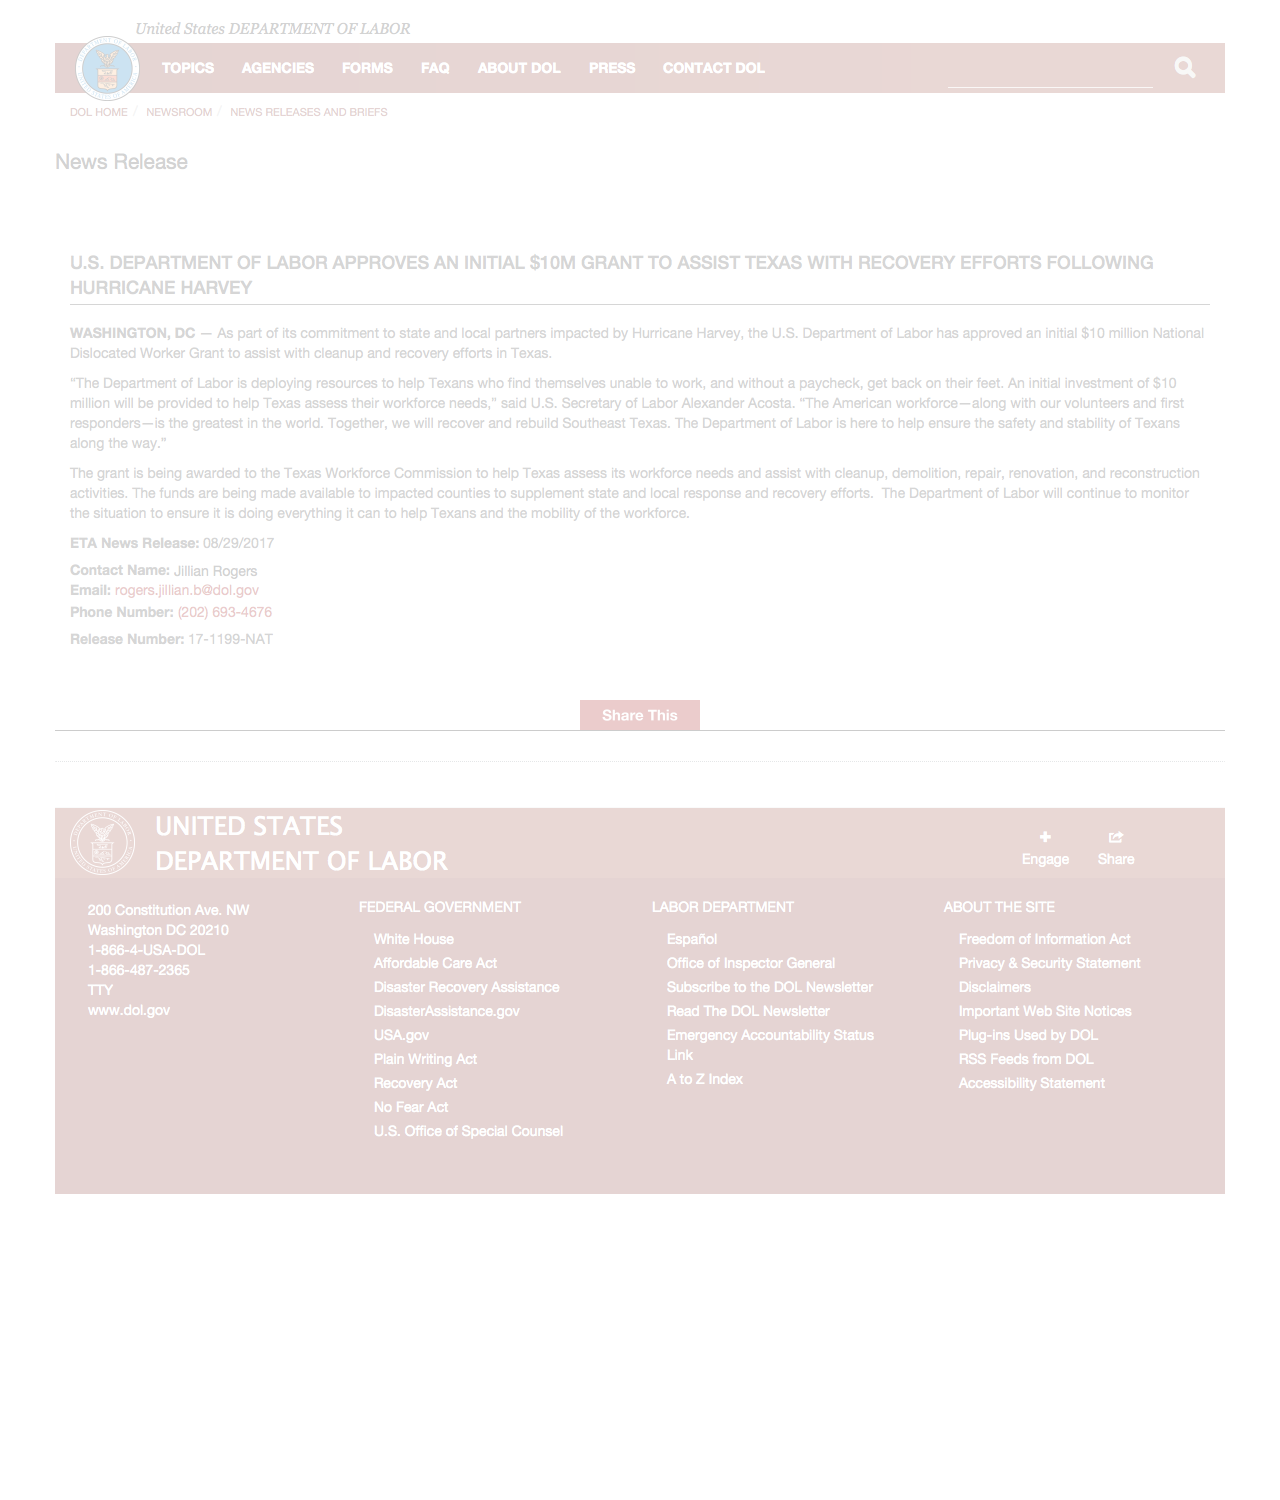 United States DEPARTMENT OF LABOR
TOPICS AGENCIES FORMS FAQ ABOUT DOL PRESS CONTACT DOL
DOL HOME / NEWSROOM / NEWS RELEASES AND BRIEFS
News Release
U.S. DEPARTMENT OF LABOR APPROVES AN INITIAL $10M GRANT TO ASSIST TEXAS WITH RECOVERY EFFORTS FOLLOWING
HURRICANE HARVEY
WASHINGTON, DC — As part of its commitment to state and local partners impacted by Hurricane Harvey, the U.S. Department of Labor has approved an initial $10 million National
Dislocated Worker Grant to assist with cleanup and recovery efforts in Texas.
“The Department of Labor is deploying resources to help Texans who find themselves unable to work, and without a paycheck, get back on their feet. An initial investment of $10
million will be provided to help Texas assess their workforce needs,” said U.S. Secretary of Labor Alexander Acosta. “The American workforce—along with our volunteers and first
responders—is the greatest in the world. Together, we will recover and rebuild Southeast Texas. The Department of Labor is here to help ensure the safety and stability of Texans
along the way.”
The grant is being awarded to the Texas Workforce Commission to help Texas assess its workforce needs and assist with cleanup, demolition, repair, renovation, and reconstruction
activities. The funds are being made available to impacted counties to supplement state and local response and recovery efforts.  The Department of Labor will continue to monitor
the situation to ensure it is doing everything it can to help Texans and the mobility of the workforce.
ETA News Release: 08/29/2017
Contact Name: Jillian Rogers
Email: rogers.jillian.b@dol.gov
Phone Number: (202) 693-4676
Release Number: 17-1199-NAT
Share This
UNITED STATES
DEPARTMENT OF LABOR
Engage Share
200 Constitution Ave. NW
Washington DC 20210
1-866-4-USA-DOL
1-866-487-2365
TTY
www.dol.gov
FEDERAL GOVERNMENT
White House
Affordable Care Act
Disaster Recovery Assistance
DisasterAssistance.gov
USA.gov
Plain Writing Act
Recovery Act
No Fear Act
U.S. Office of Special Counsel
LABOR DEPARTMENT
Español
Office of Inspector General
Subscribe to the DOL Newsletter
Read The DOL Newsletter
Emergency Accountability Status
Link
A to Z Index
ABOUT THE SITE
Freedom of Information Act
Privacy & Security Statement
Disclaimers
Important Web Site Notices
Plug-ins Used by DOL
RSS Feeds from DOL
Accessibility Statement